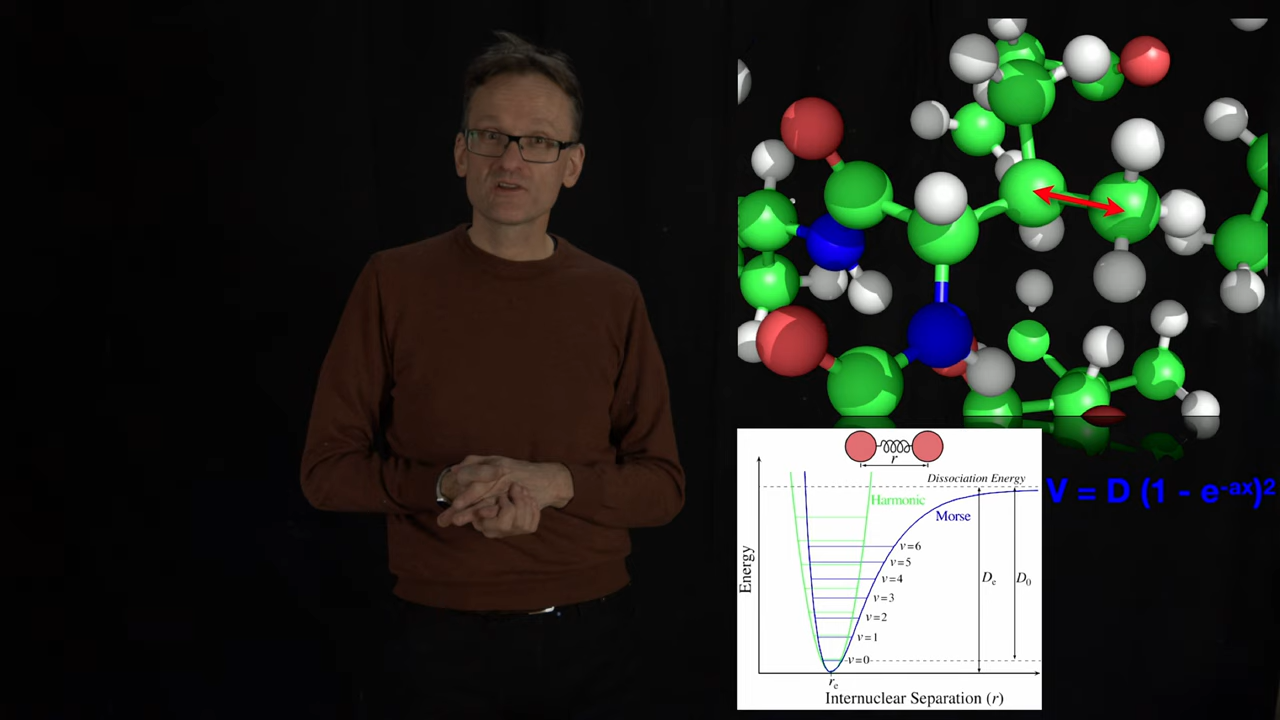 r
Dissociation Energy
Harmonic
Morse
V = D (1 - e-ax)2
v=6
v=5
v=4
v=3
v=2
v=1
v=0
De
D0
Energy
re
Internuclear Separation (r)